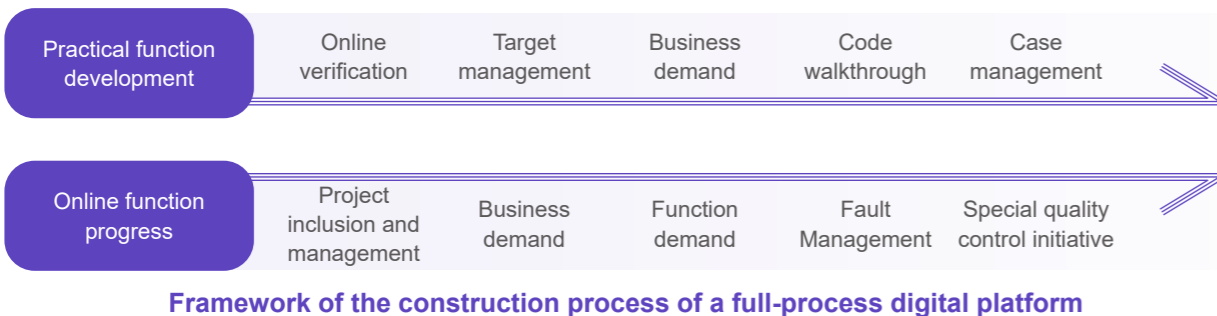 Practical function
development
Online
verification
Target
management
Business
demand
Code
walkthrough
Case
management
Online function
progress
Project
inclusion and
management
Business
demand
Function
demand
Fault
Management
Special quality
control initiative
Framework of the construction process of a full-process digital platform